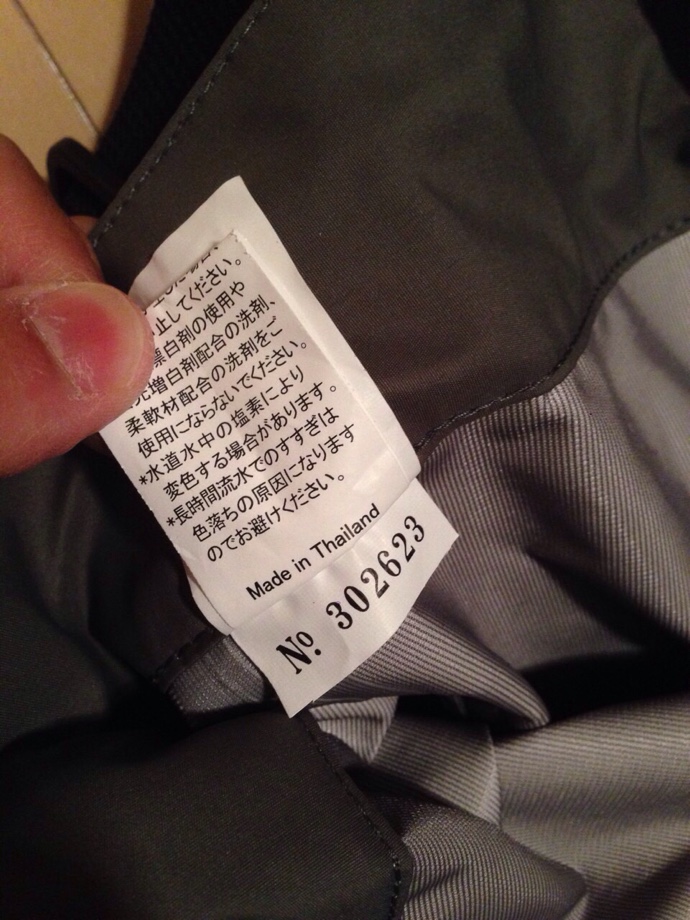 止してください。
漂白剤の使用や
光増白剤配合の洗剤、
柔軟材配合の洗剤をご
使用にならないでください。
*水道水中の塩素により
変色する場合があります。
*長時間流水でのすすぎは
色落ちの原因になります
のでお避けください。
Made in Thailand
No. 302623